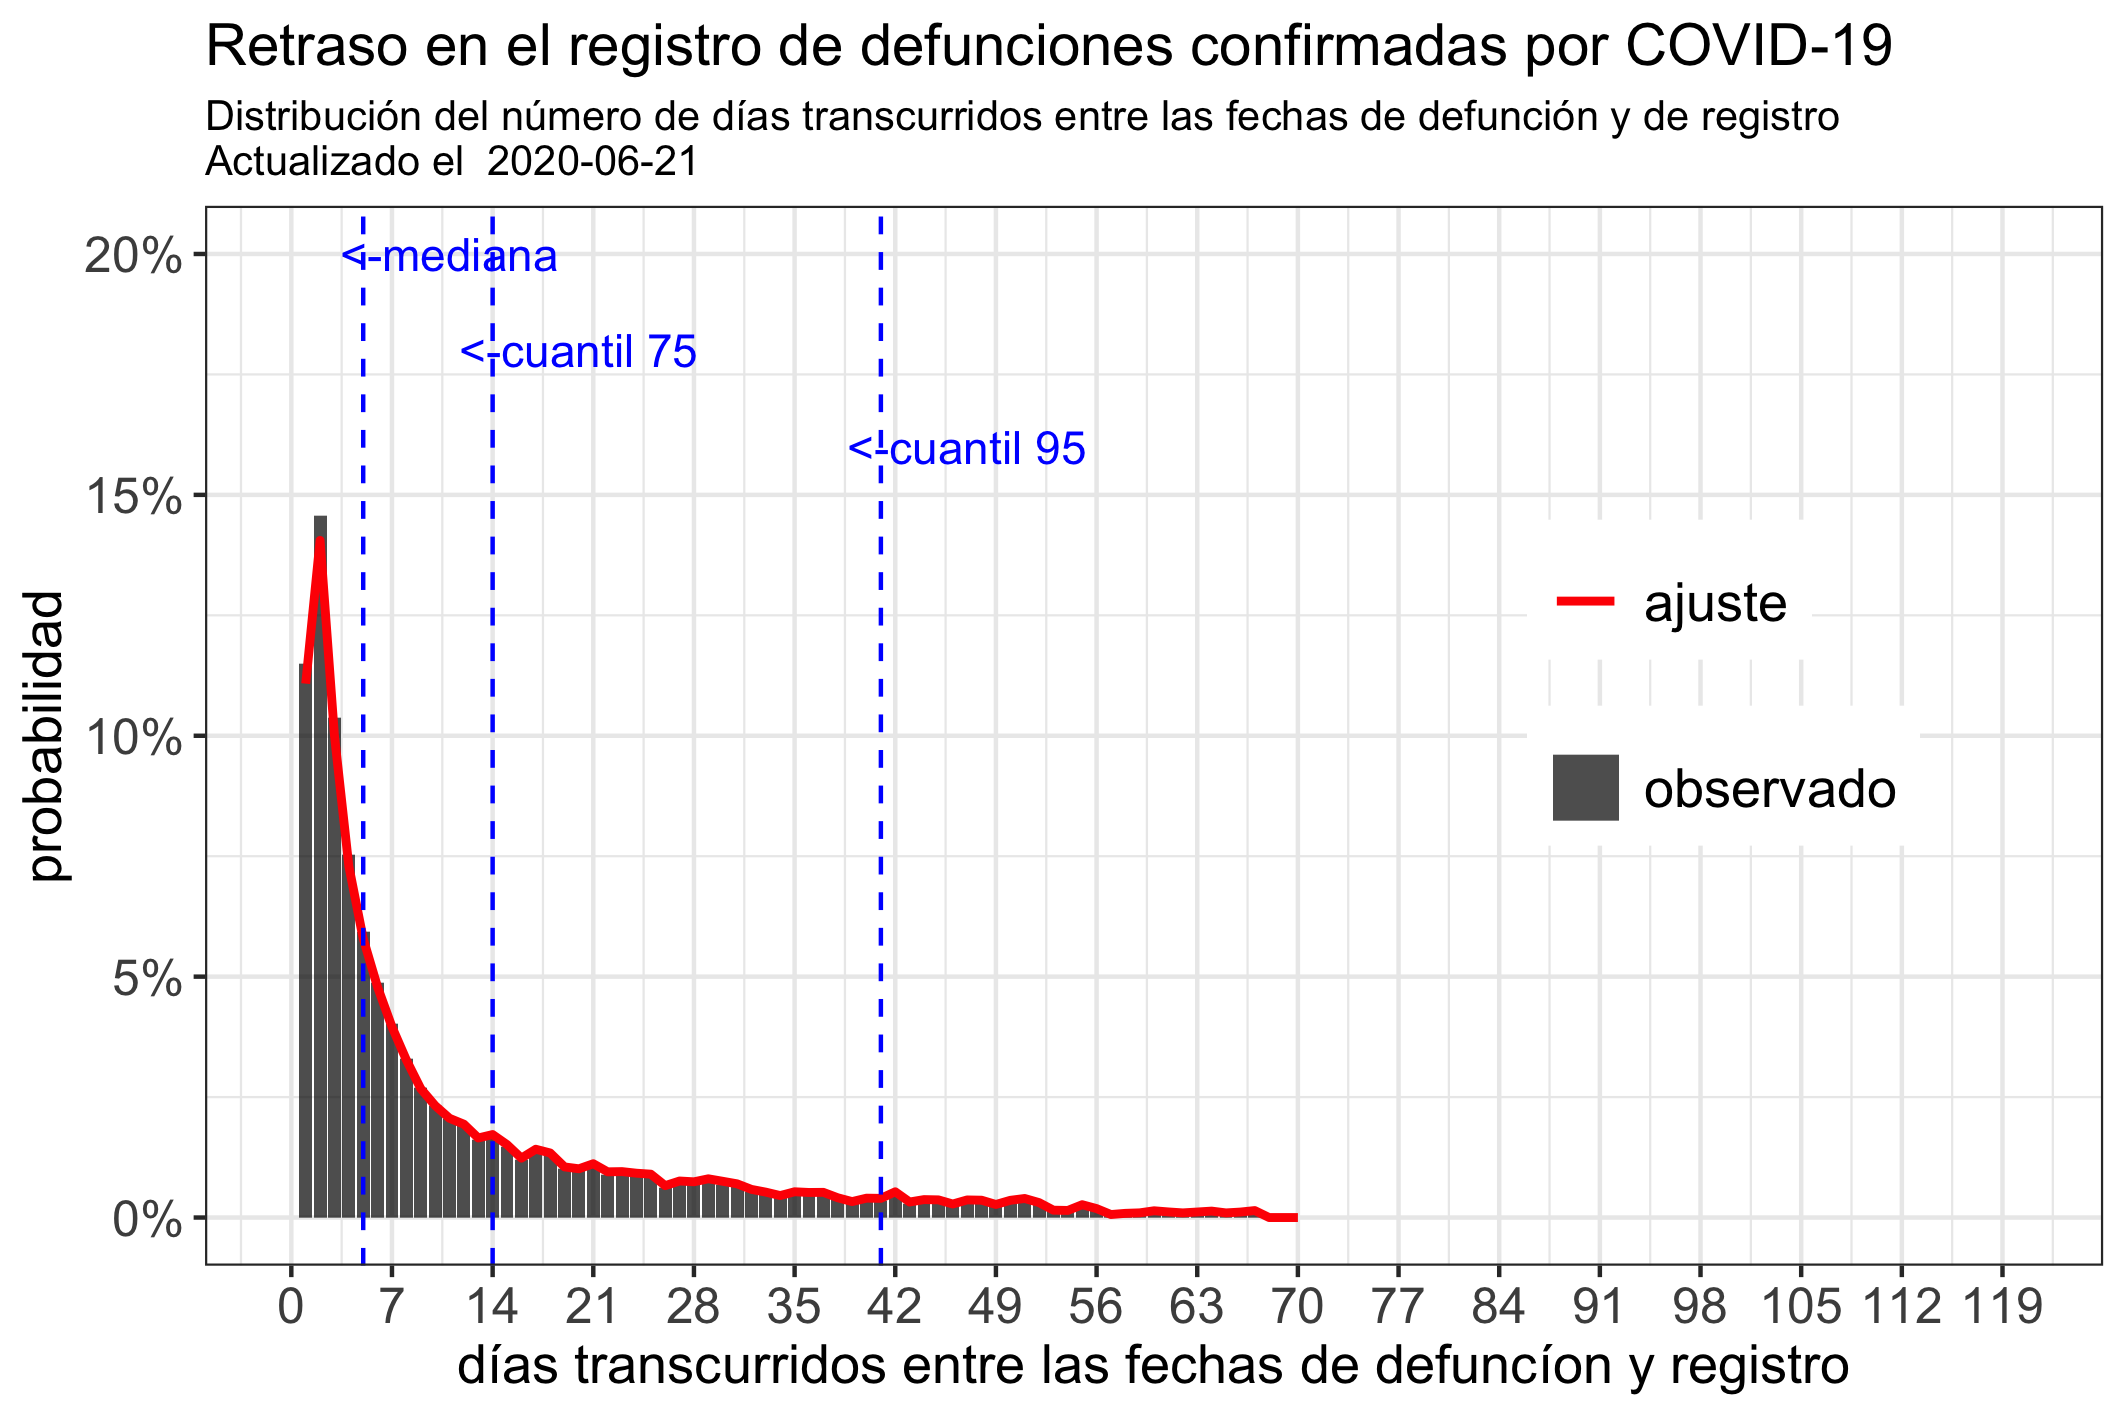 Retraso en el registro de defunciones confirmadas por COVID-19
Distribución del número de días transcurridos entre las fechas de defunción y de registro
Actualizado el  2020-06-21
20%
15%
10%
5%
0%
probabilidad
<-mediana
<-cuantil 75
<-cuantil 95
ajuste
observado
0 7 14 21 28 35 42 49 56 63 70 77 84 91 98 105 112 119
días transcurridos entre las fechas de defuncíon y registro